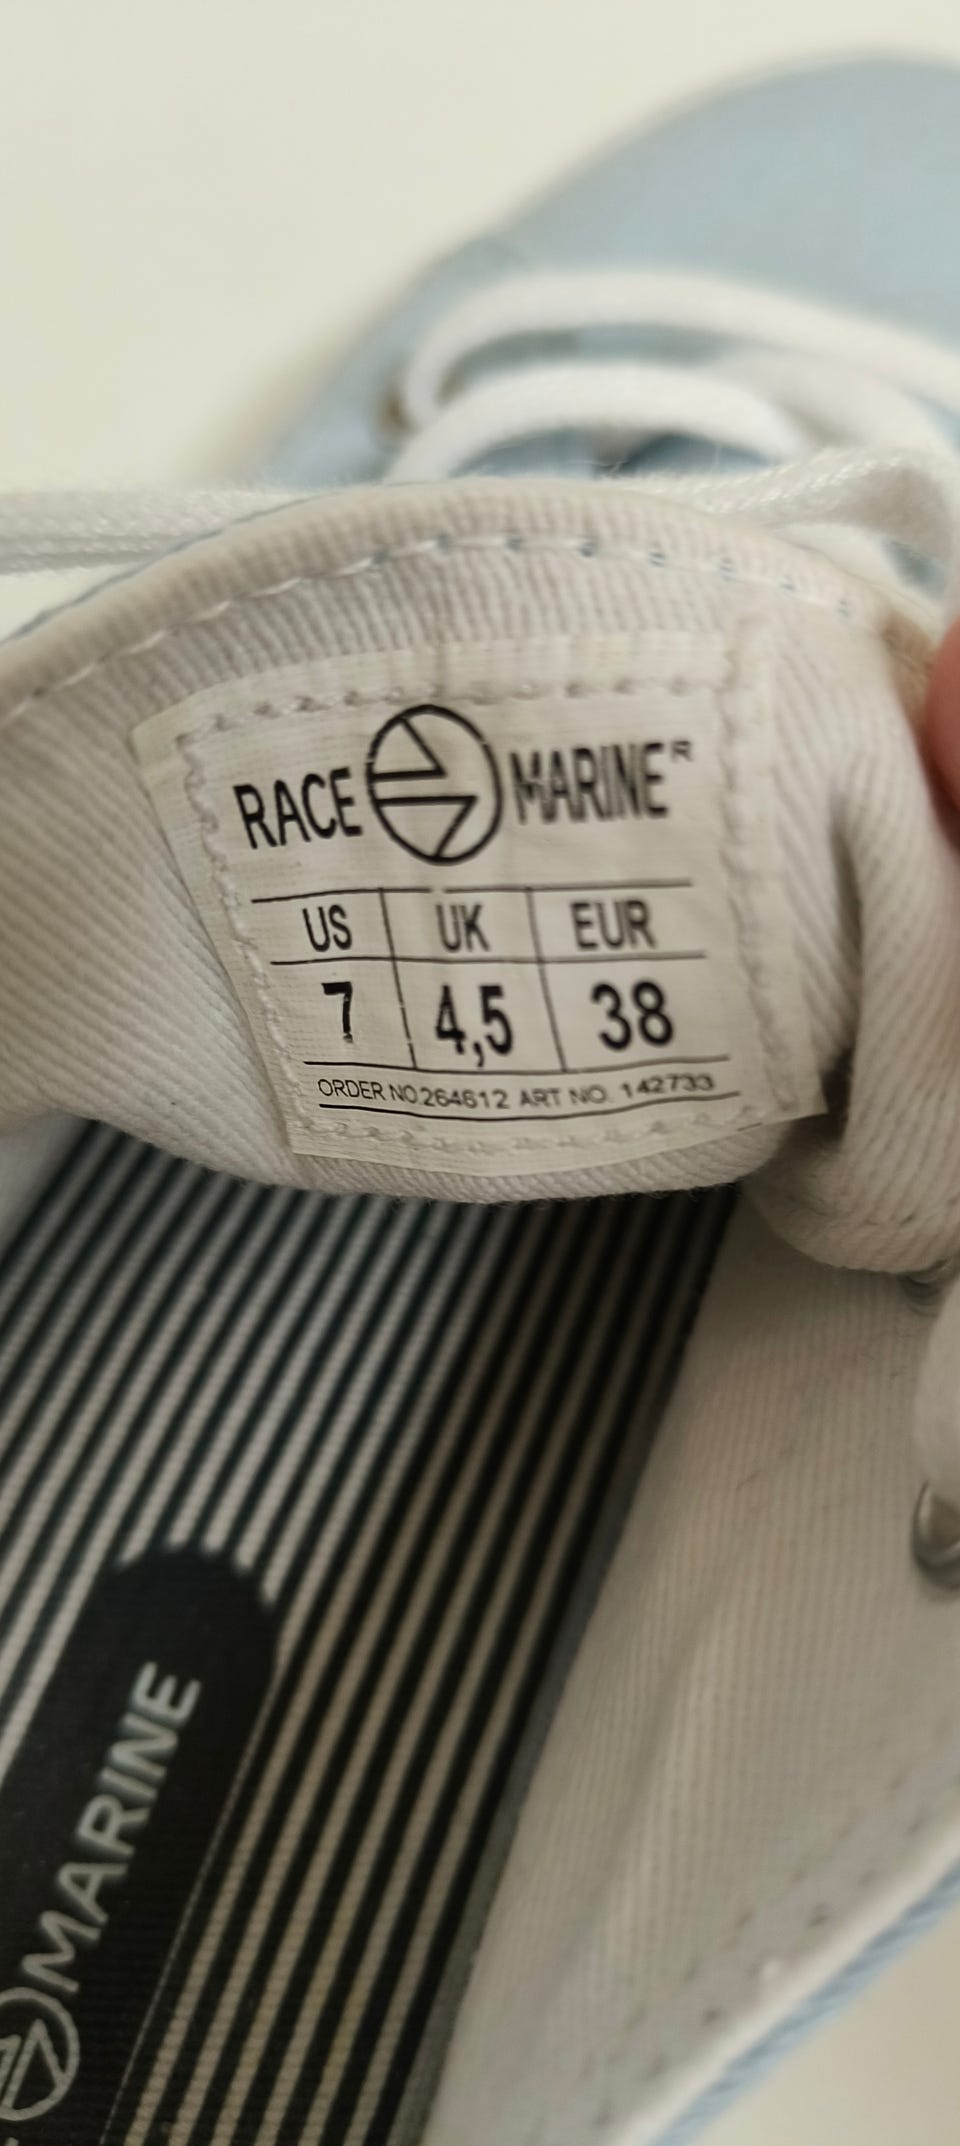 RACE MARINE R
US UK EUR
7 4,5 38
ORDER NO.264612 ART NO. 142733
MARINE